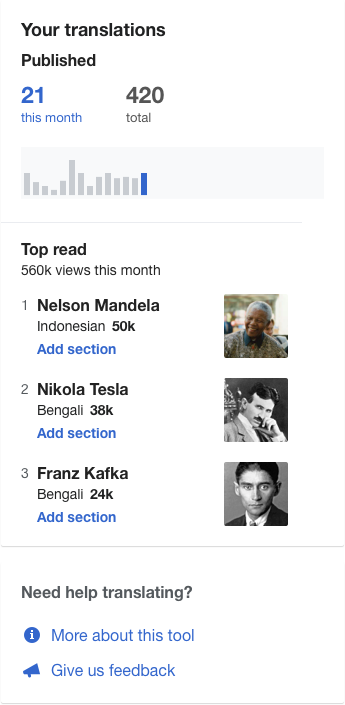 Your translations
Published
21 420
this month total
Top read
560k views this month
1 Nelson Mandela
Indonesian 50k
Add section
2 Nikola Tesla
Bengali 38k
Add section
3 Franz Kafka
Bengali 24k
Add section
Need help translating?
More about this tool
Give us feedback